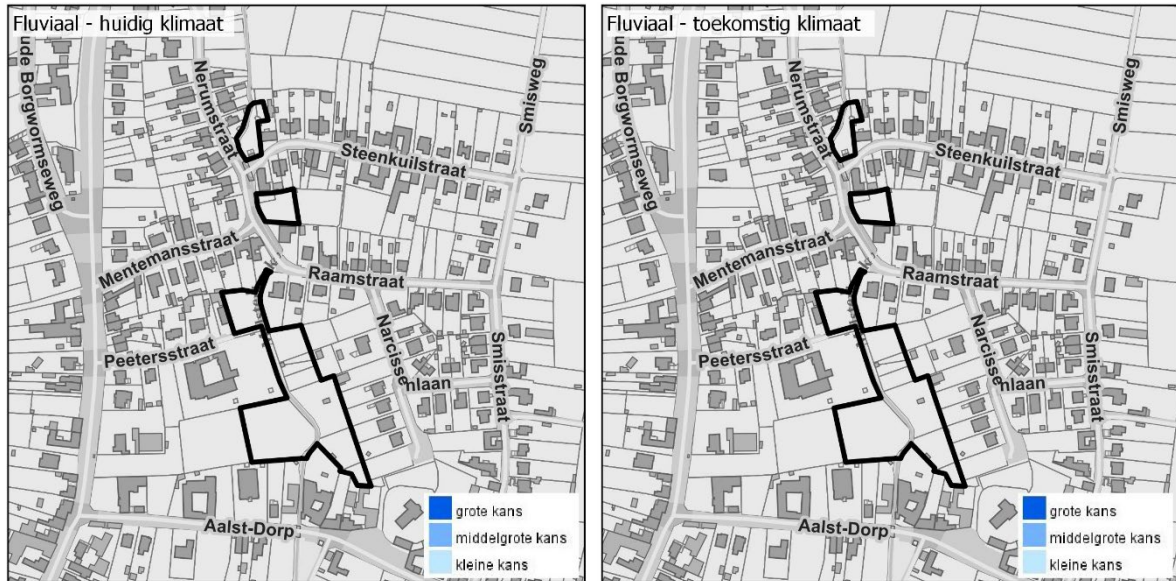 Fluviaal - huidig klimaat
ude Borgwormseweg
Nerumstraat
Smisweg
Steenkuilstraat
Mentemansstraat
Raamstraat
Peetersstraat
Narcisse
nlaan
Smisstraat
Aalst-Dorp
grote kans
middelgrote kans
kleine kans
Fluviaal - toekomstig klimaat
ude Borgwormseweg
Nerumstraat
Smisweg
Steenkuilstraat
Mentemansstraat
Raamstraat
Peetersstraat
Narcisse
nlaan
Smisstraat
Aalst-Dorp
grote kans
middelgrote kans
kleine kans